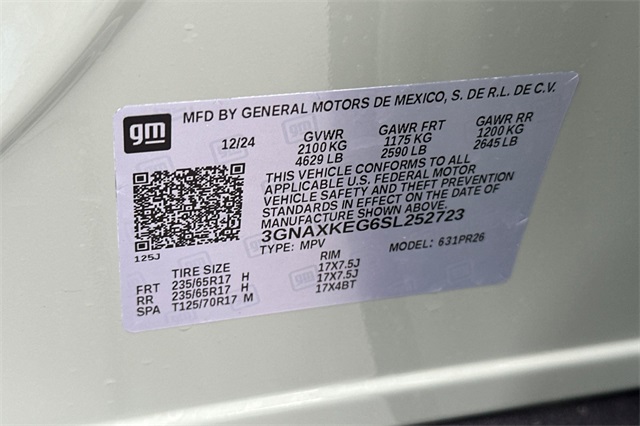 gm MFD BY GENERAL MOTORS DE MEXICO, S. DE R.L. DE C.V.
12/24 GVWR GAWR FRT GAWR RR
2100 KG 1175 KG 1200 KG
4629 LB 2590 LB 2645 LB
THIS VEHICLE CONFORMS TO ALL
APPLICABLE U.S. FEDERAL MOTOR
VEHICLE SAFETY AND THEFT PREVENTION
STANDARDS IN EFFECT ON THE DATE OF
MANUFACTURE SHOWN ABOVE.
3GNAXKEG6SL252723
125J TYPE: MPV MODEL: 631PR26
TIRE SIZE RIM
FRT 235/65R17 H 17X7.5J
RR 235/65R17 H 17X7.5J
SPA T125/70R17 M 17X4BT